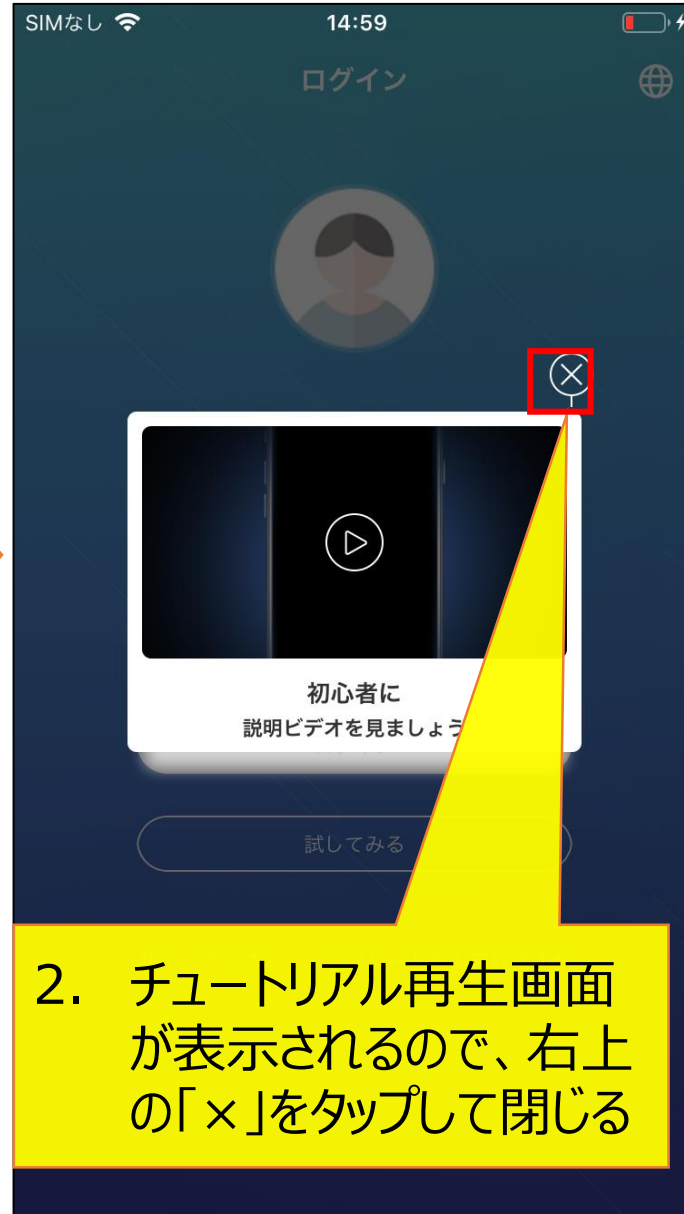 SIMなし 14:59
ログイン
初心者に
説明ビデオを見ましょう
試してみる
2. チュートリアル再生画面
が表示されるので、右上
の「×」をタップして閉じる